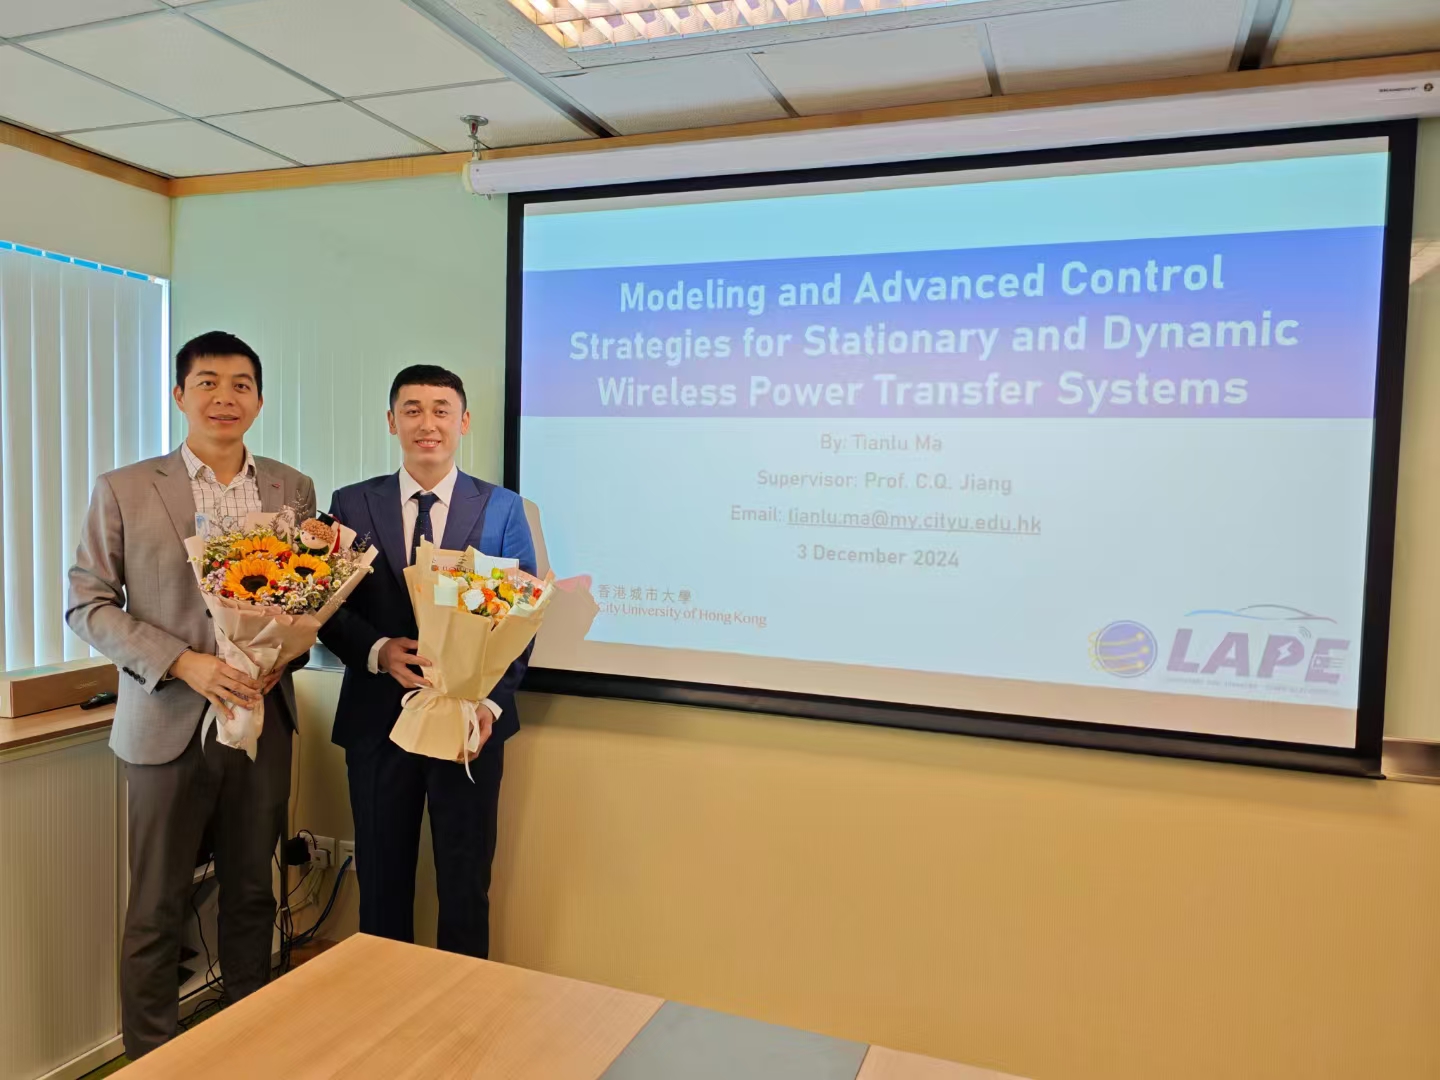 Modeling and Advanced Control
Strategies for Stationary and Dynamic
Wireless Power Transfer Systems
By: Tianlu Ma
Supervisor: Prof. C.Q. Jiang
Email: tianlu.ma@my.cityu.edu.hk
3 December 2024
香港城市大學
City University of Hong Kong
LAPE